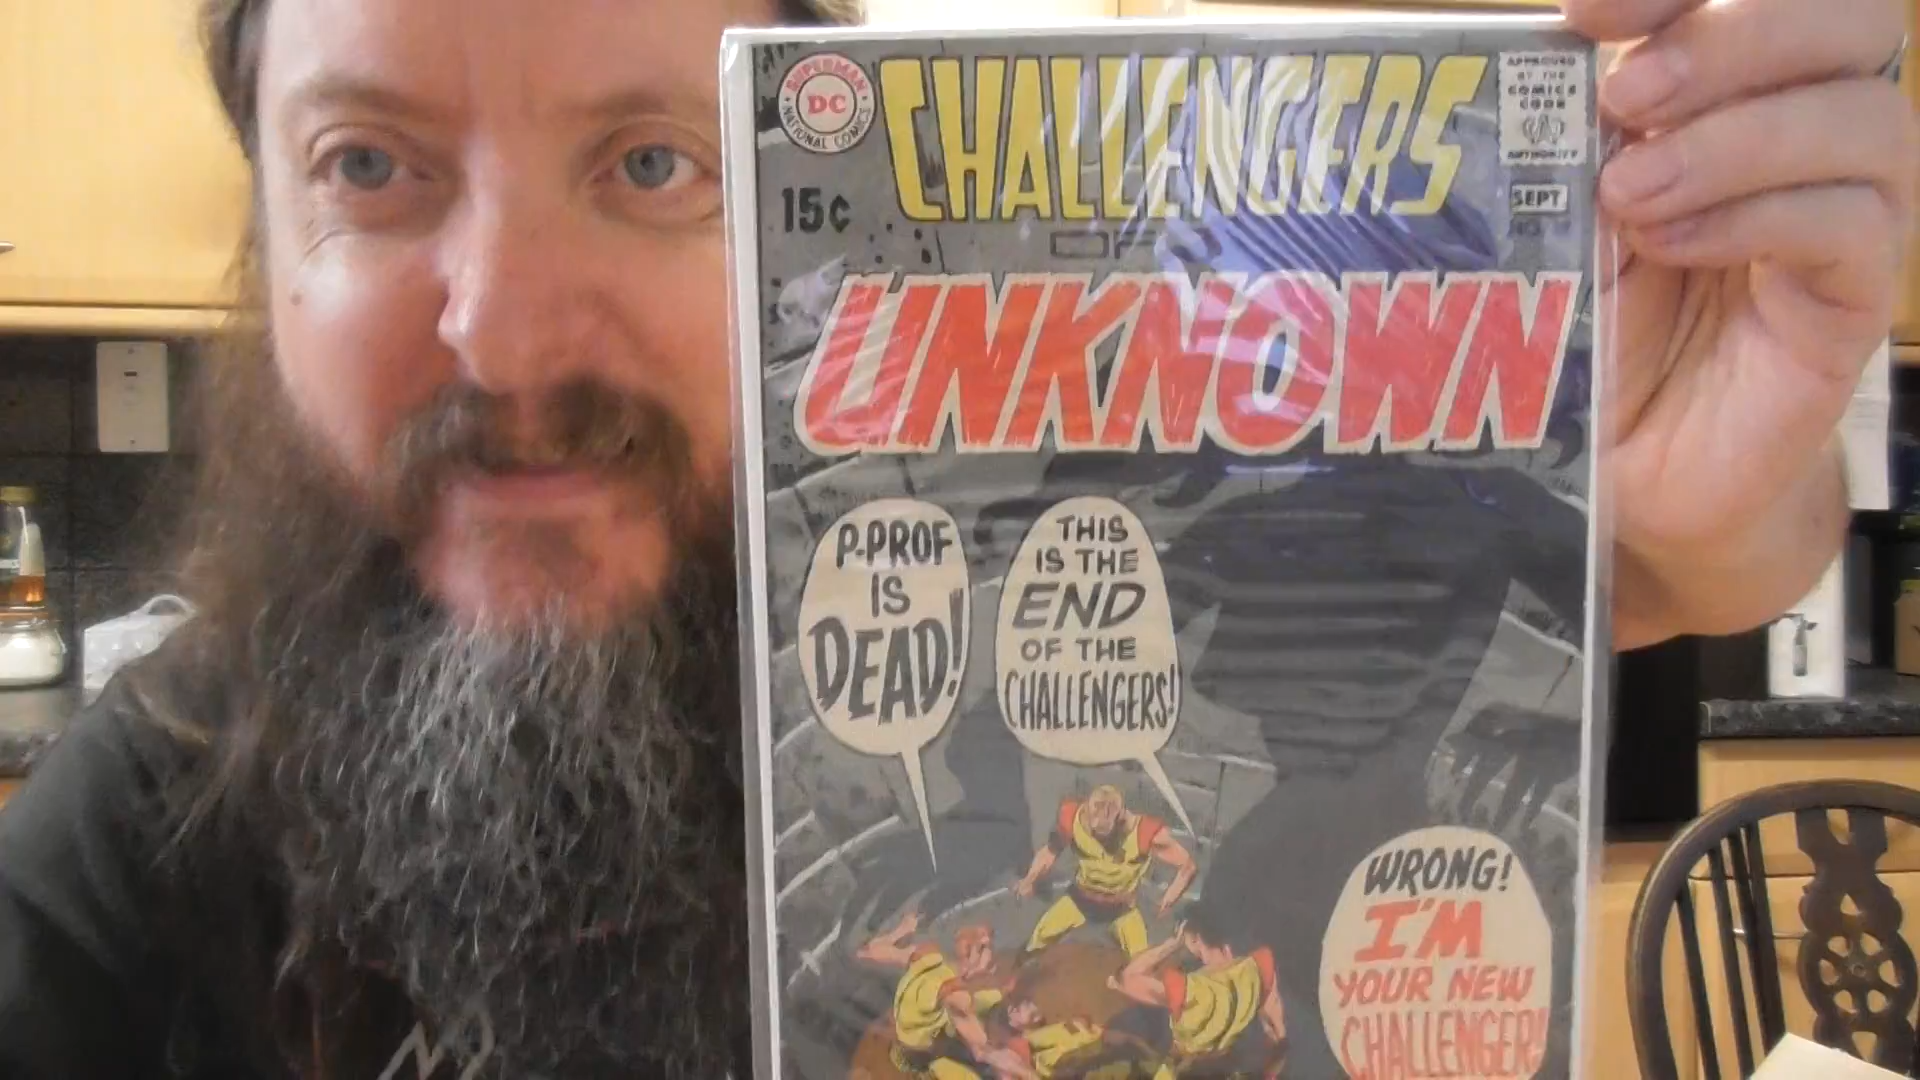 SUPERMAN
DC
NATIONAL COMICS
CHALLENGERS
OF
UNKNOWN
APPROVED
BY THE
COMICS
CODE
AUTHORITY
15¢
SEPT.
NO.
P-PROF
IS
DEAD!
THIS
IS THE
END
OF THE
CHALLENGERS!
WRONG!
I'M
YOUR NEW
CHALLENGER!